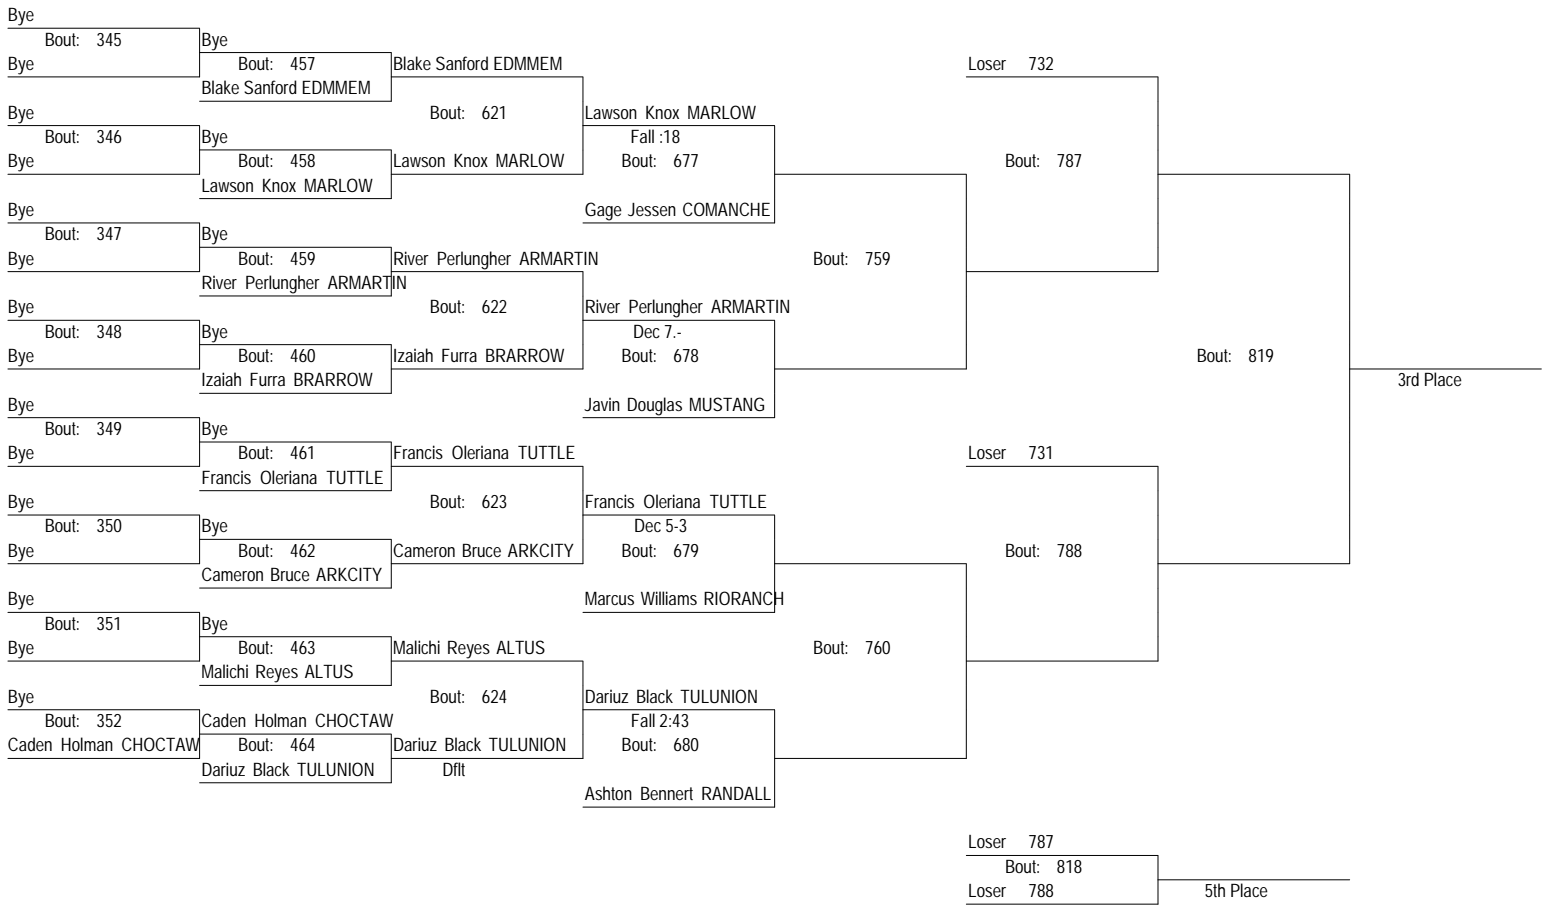 Bye
Bout: 345
Bye
Bye
Bout: 457
Blake Sanford EDMMEM
Blake Sanford EDMMEM
Bout: 621
Bye
Bout: 346
Bye
Bye
Bout: 458
Lawson Knox MARLOW
Lawson Knox MARLOW
Lawson Knox MARLOW
Fall :18
Bout: 677
Gage Jessen COMANCHE
Bye
Bout: 347
Bye
Bye
Bout: 459
River Perlungher ARMARTIN
River Perlungher ARMARTIN
Bout: 622
Bye
Bout: 348
Bye
Bye
Bout: 460
Izaiah Furra BRARROW
Izaiah Furra BRARROW
River Perlungher ARMARTIN
Dec 7.-
Bout: 678
Javin Douglas MUSTANG
Bout: 759
Loser 732
Bout: 787
Bye
Bout: 349
Bye
Bye
Bout: 461
Francis Oleriana TUTTLE
Francis Oleriana TUTTLE
Bout: 623
Bye
Bout: 350
Bye
Bye
Bout: 462
Cameron Bruce ARKCITY
Cameron Bruce ARKCITY
Francis Oleriana TUTTLE
Dec 5-3
Bout: 679
Marcus Williams RIORANCH
Bye
Bout: 351
Bye
Bye
Bout: 463
Malichi Reyes ALTUS
Malichi Reyes ALTUS
Bout: 624
Bye
Bout: 352
Caden Holman CHOCTAW
Caden Holman CHOCTAW
Bout: 464
Dariuz Black TULUNION
Dariuz Black TULUNION
Dflt
Dariuz Black TULUNION
Fall 2:43
Bout: 680
Ashton Bennert RANDALL
Bout: 760
Loser 731
Bout: 788
Bout: 819
3rd Place
Loser 787
Bout: 818
Loser 788
5th Place